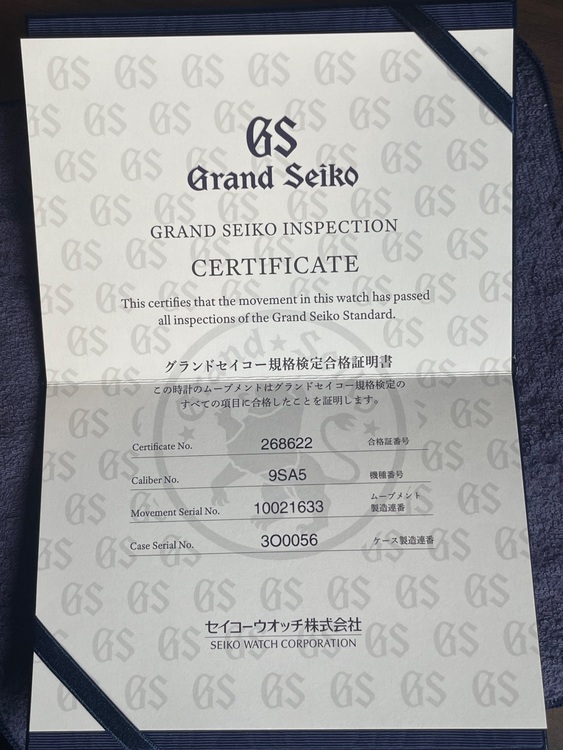 GS
Grand Seiko
GRAND SEIKO INSPECTION
CERTIFICATE
This certifies that the movement in this watch has passed
all inspections of the Grand Seiko Standard.
グランドセイコー規格検定合格証明書
この時計のムーブメントはグランドセイコー規格検定の
すべての項目に合格したことを証明します。
Certificate No. 268622 合格証番号
Caliber No. 9SA5 機種番号
Movement Serial No. 10021633 ムーブメント
製造連番
Case Serial No. 3O0056 ケース製造連番
セイコーウオッチ株式会社
SEIKO WATCH CORPORATION